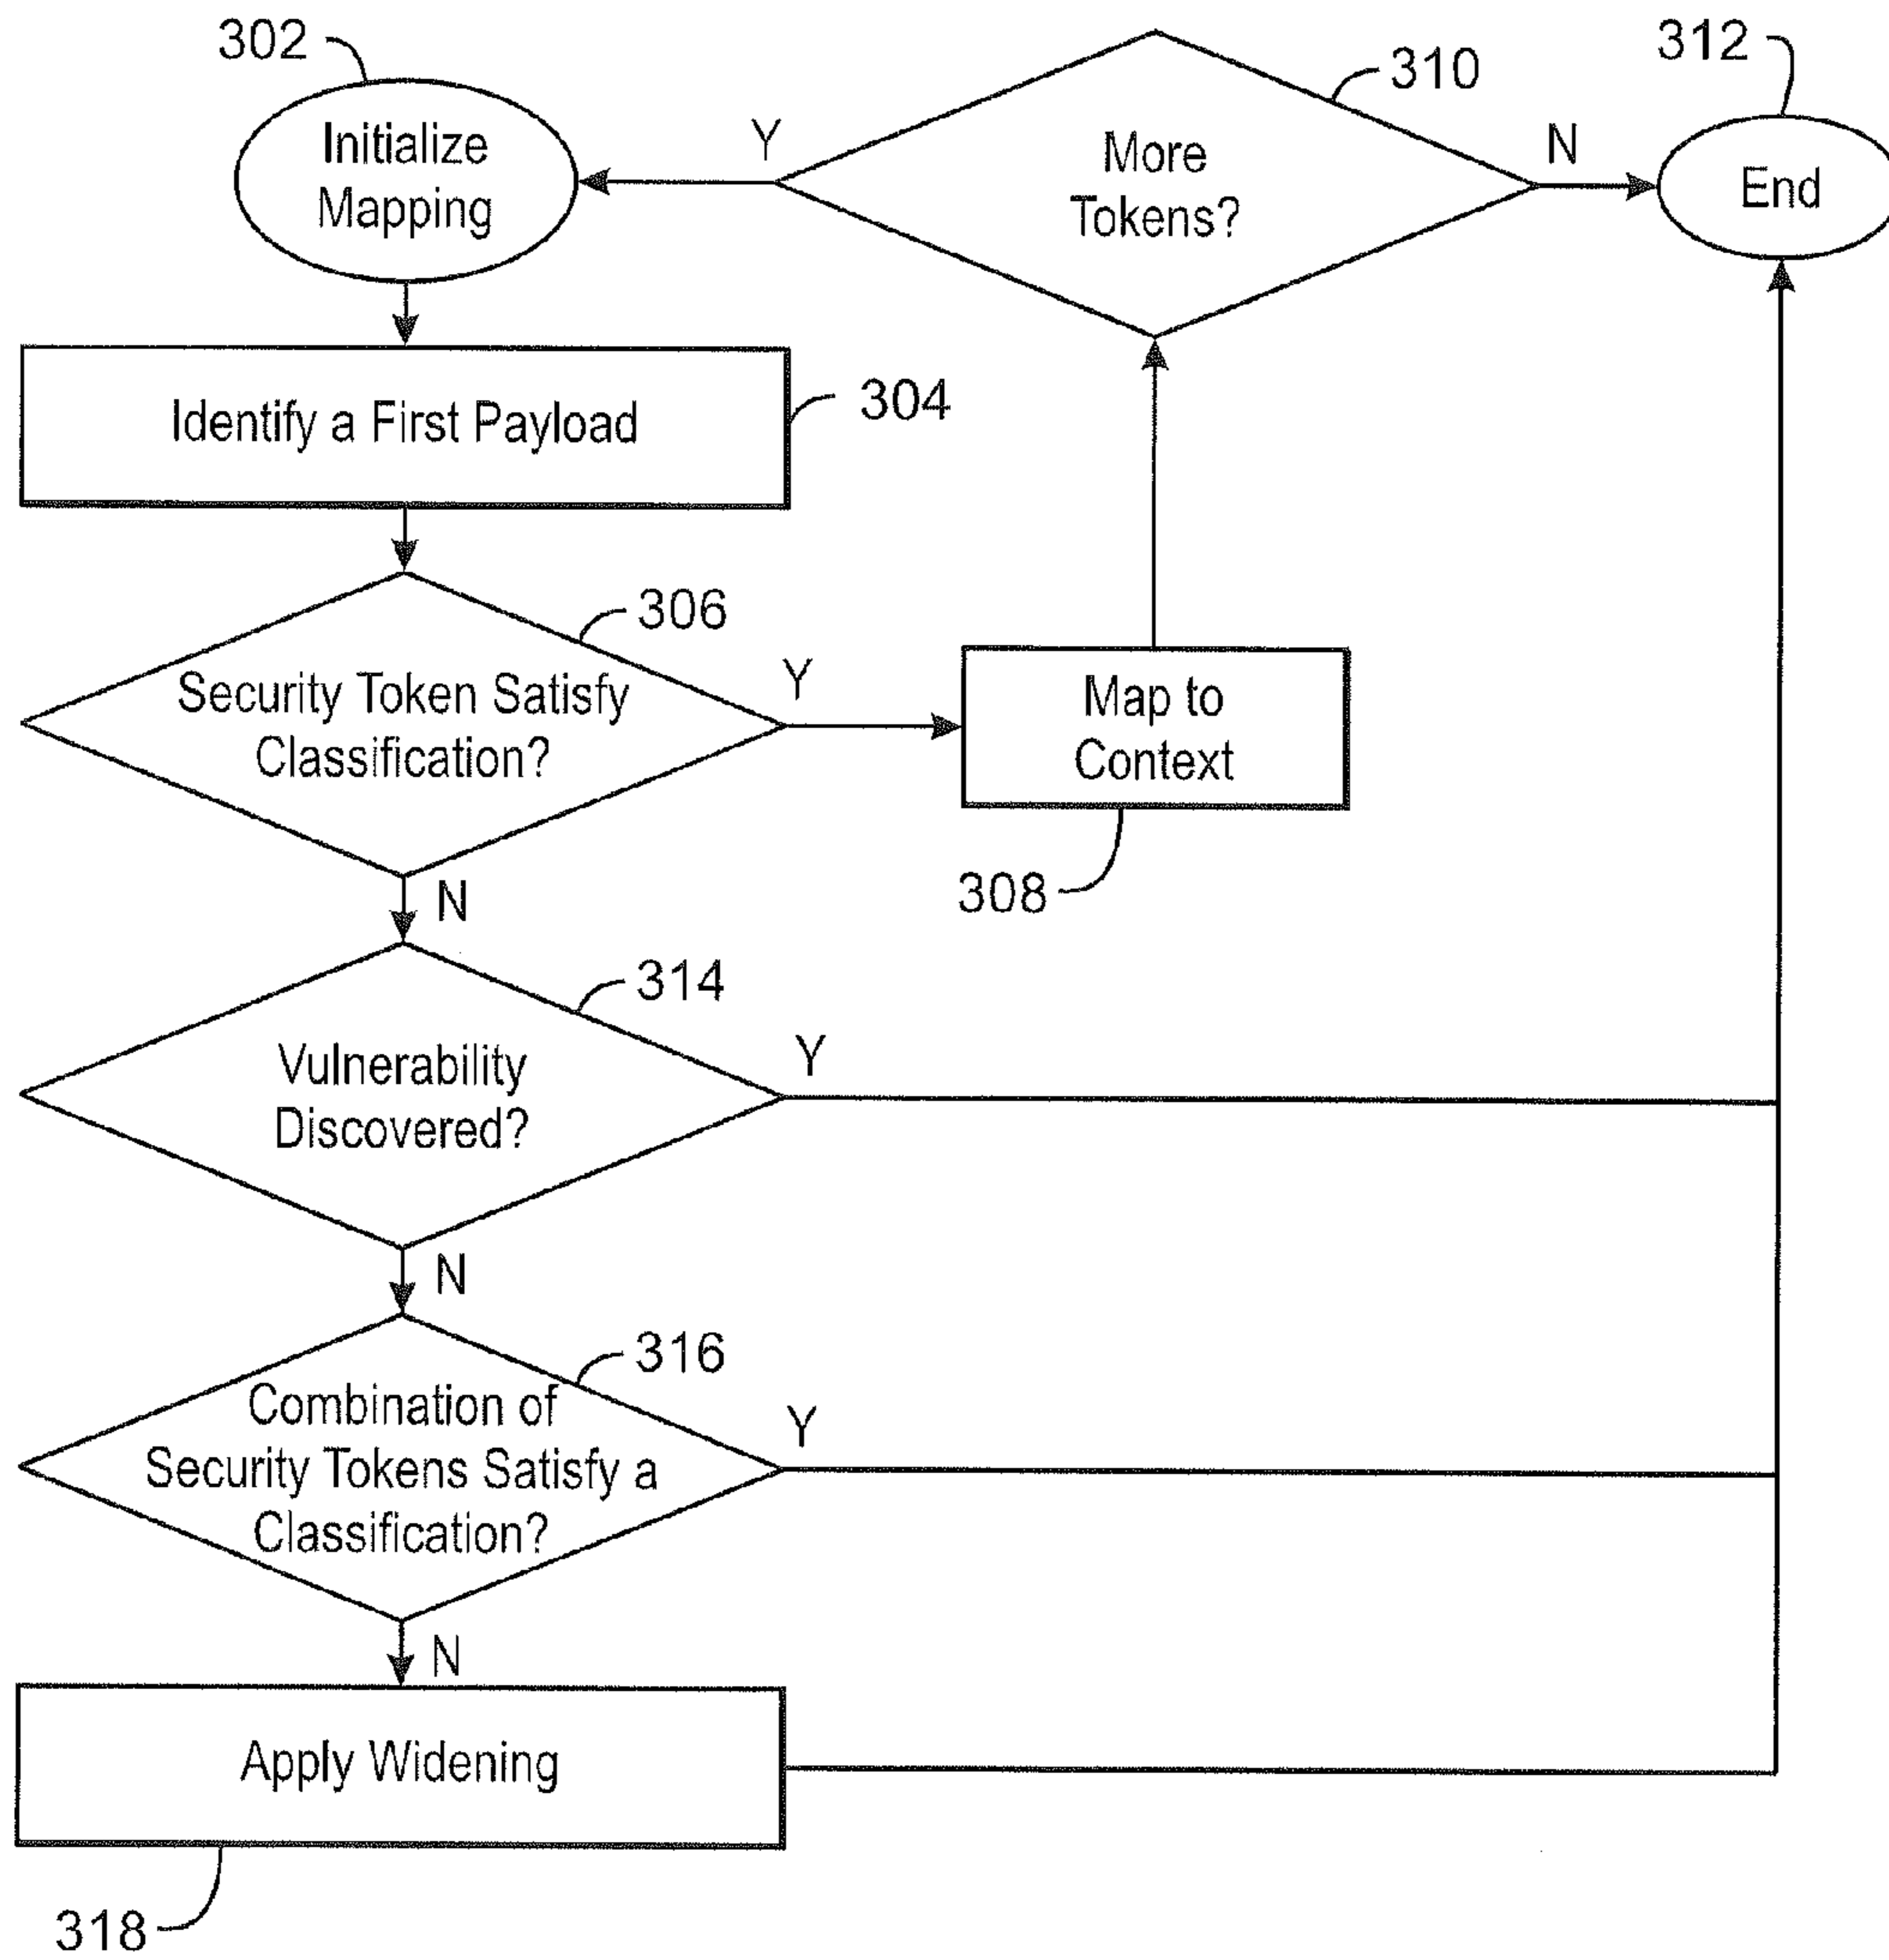 302
Initialize
Mapping
Y
More
Tokens?
310
N
312
End
Identify a First Payload
304
306
Security Token Satisfy
Classification?
Y
Map to
Context
308
N
314
Vulnerability
Discovered?
Y
N
316
Combination of
Security Tokens Satisfy a
Classification?
Y
N
Apply Widening
318